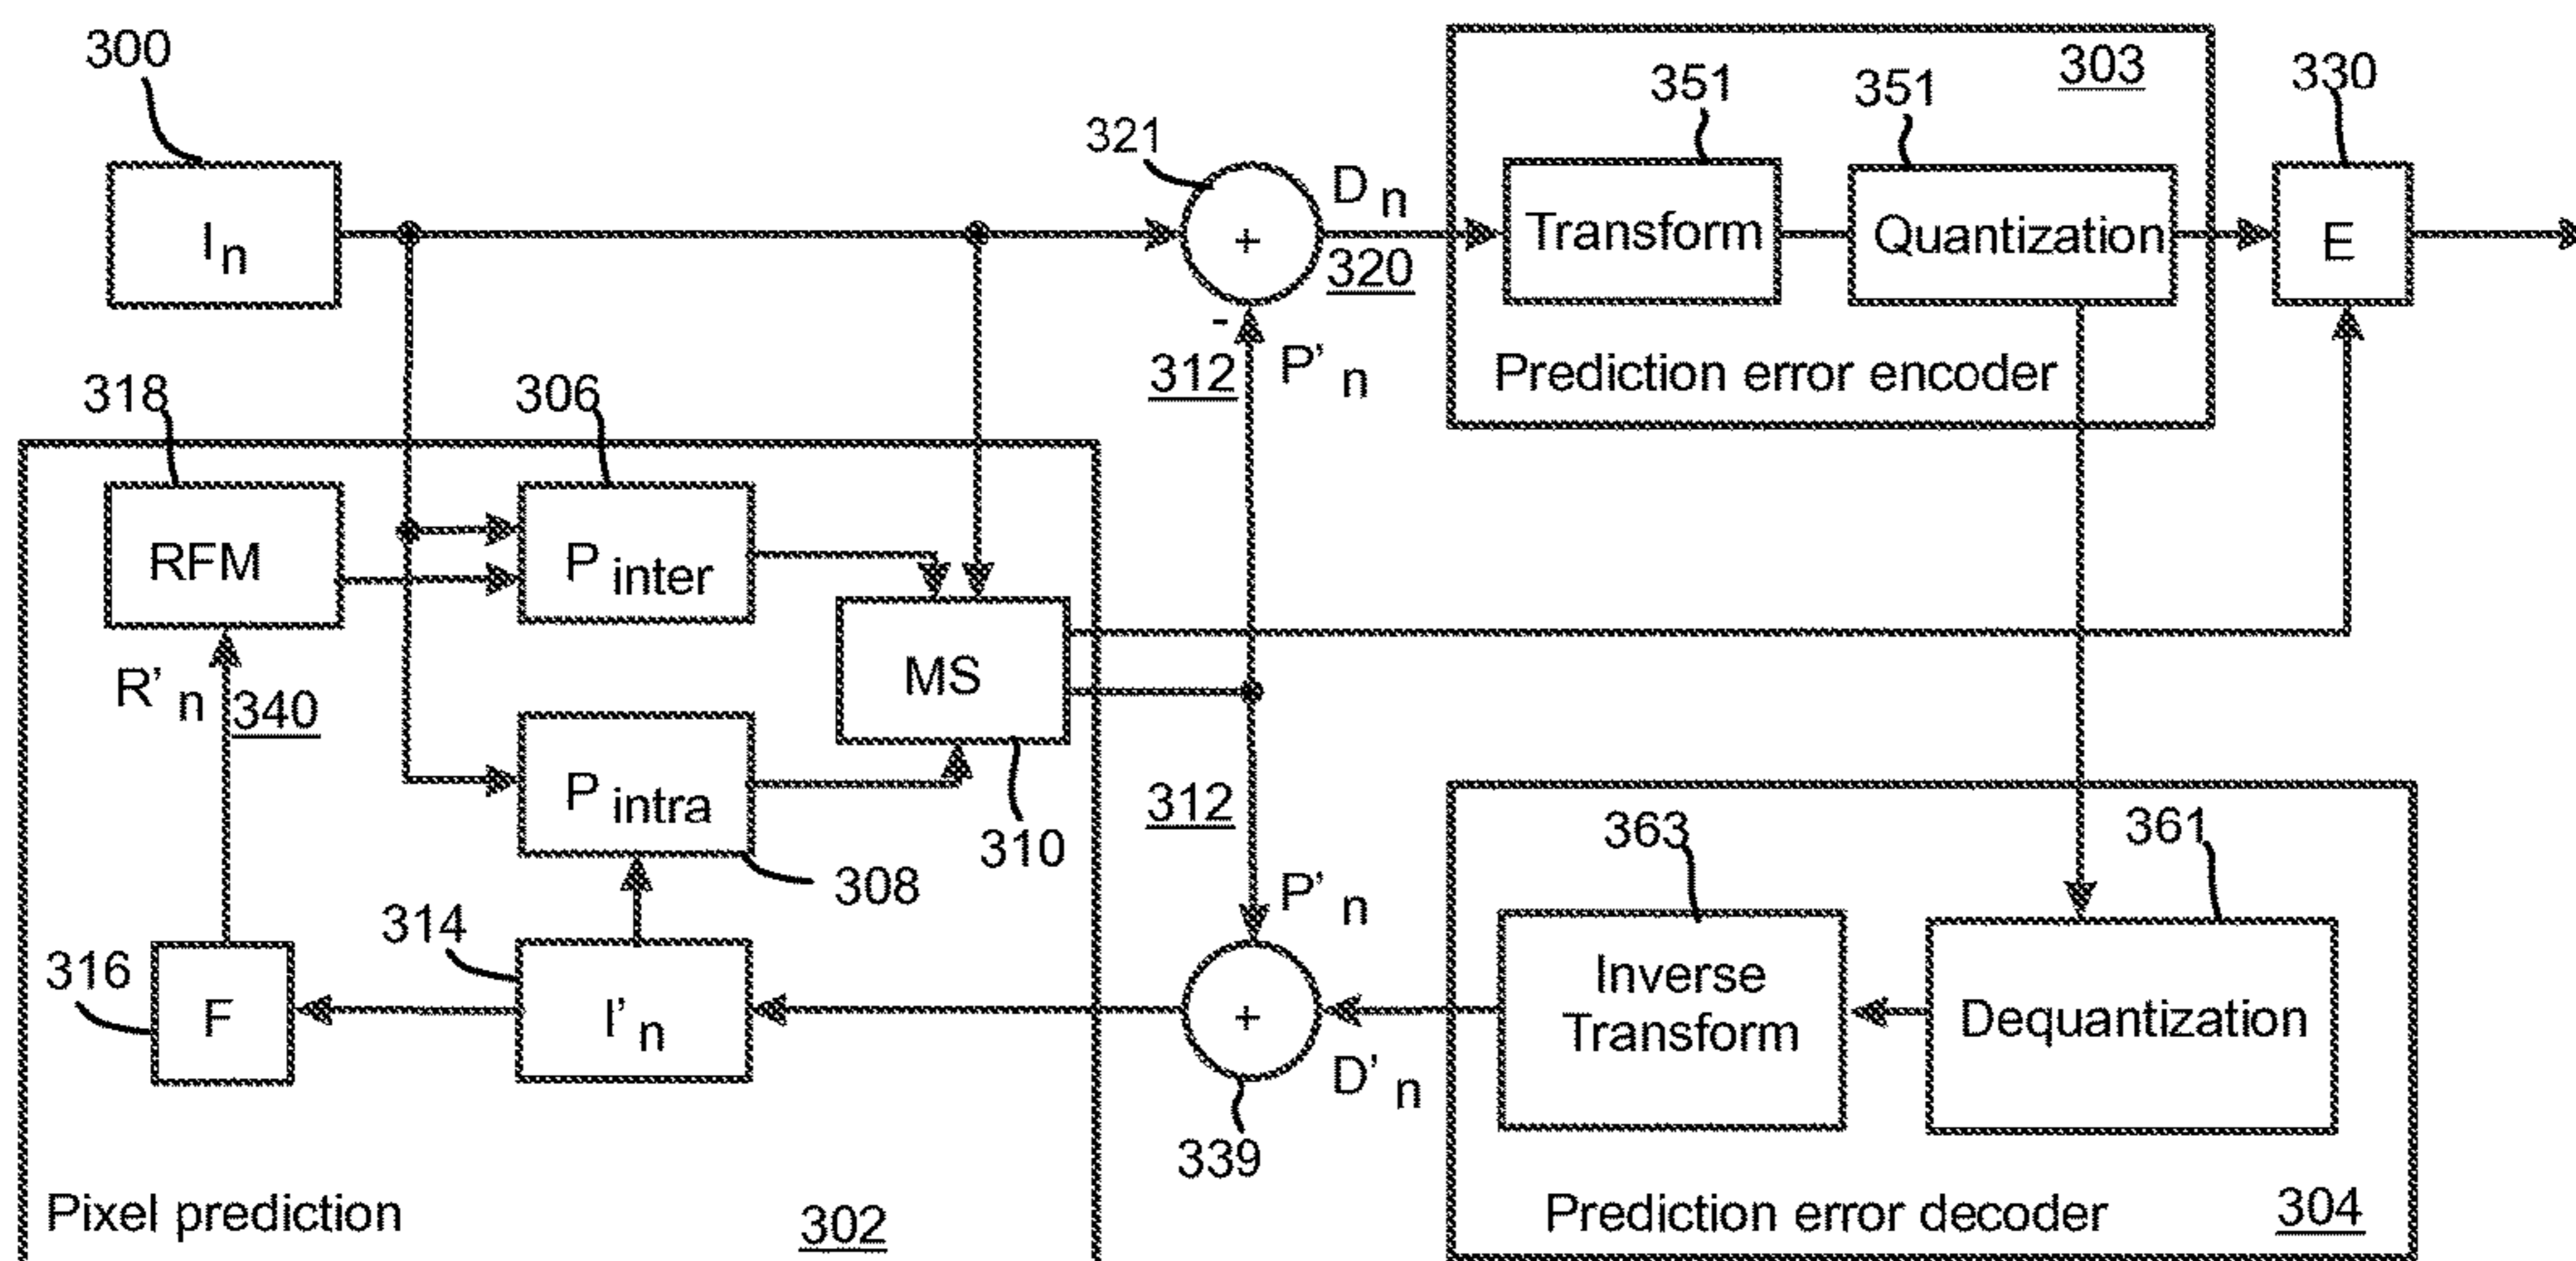 300
I n
321
+
-
D n
320
312
P' n
303
351
351
Transform
Quantization
Prediction error encoder
330
E
318
RFM
306
P inter
R' n
340
MS
310
P intra
308
312
P' n
316
F
314
I' n
+
D' n
339
363
Inverse
Transform
361
Dequantization
Prediction error decoder
304
Pixel prediction
302